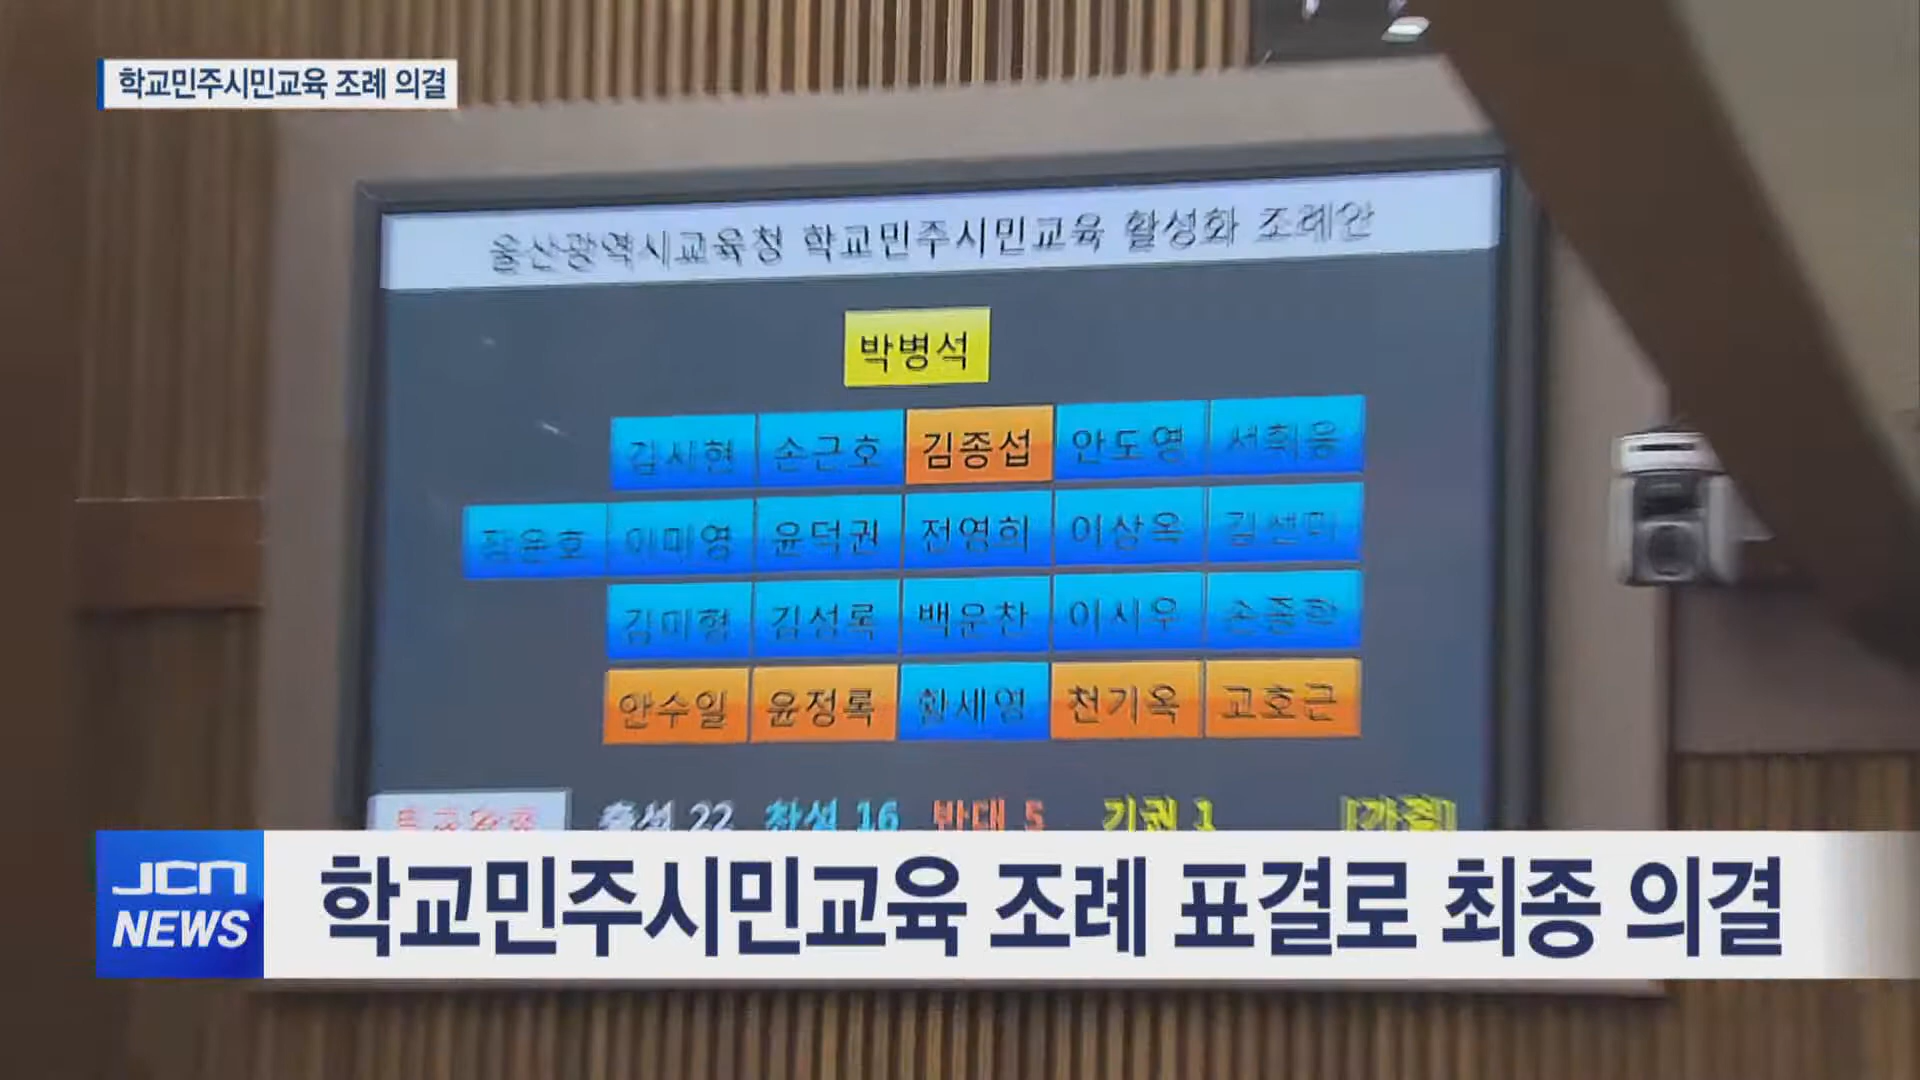 학교민주시민교육 조례 의결
울산광역시교육청 학교민주시민교육 활성화 조례안
박병석
김시현 손근호 김종섭 안도영 서휘웅
장윤호 이미영 윤덕권 전영희 이상옥 김선미
김미형 김성록 백운찬 이시우 손종학
안수일 윤정록 황세영 천기옥 고호근
출석 22 찬성 16 반대 5 기권 1 [가결]
JCN NEWS
학교민주시민교육 조례 표결로 최종 의결